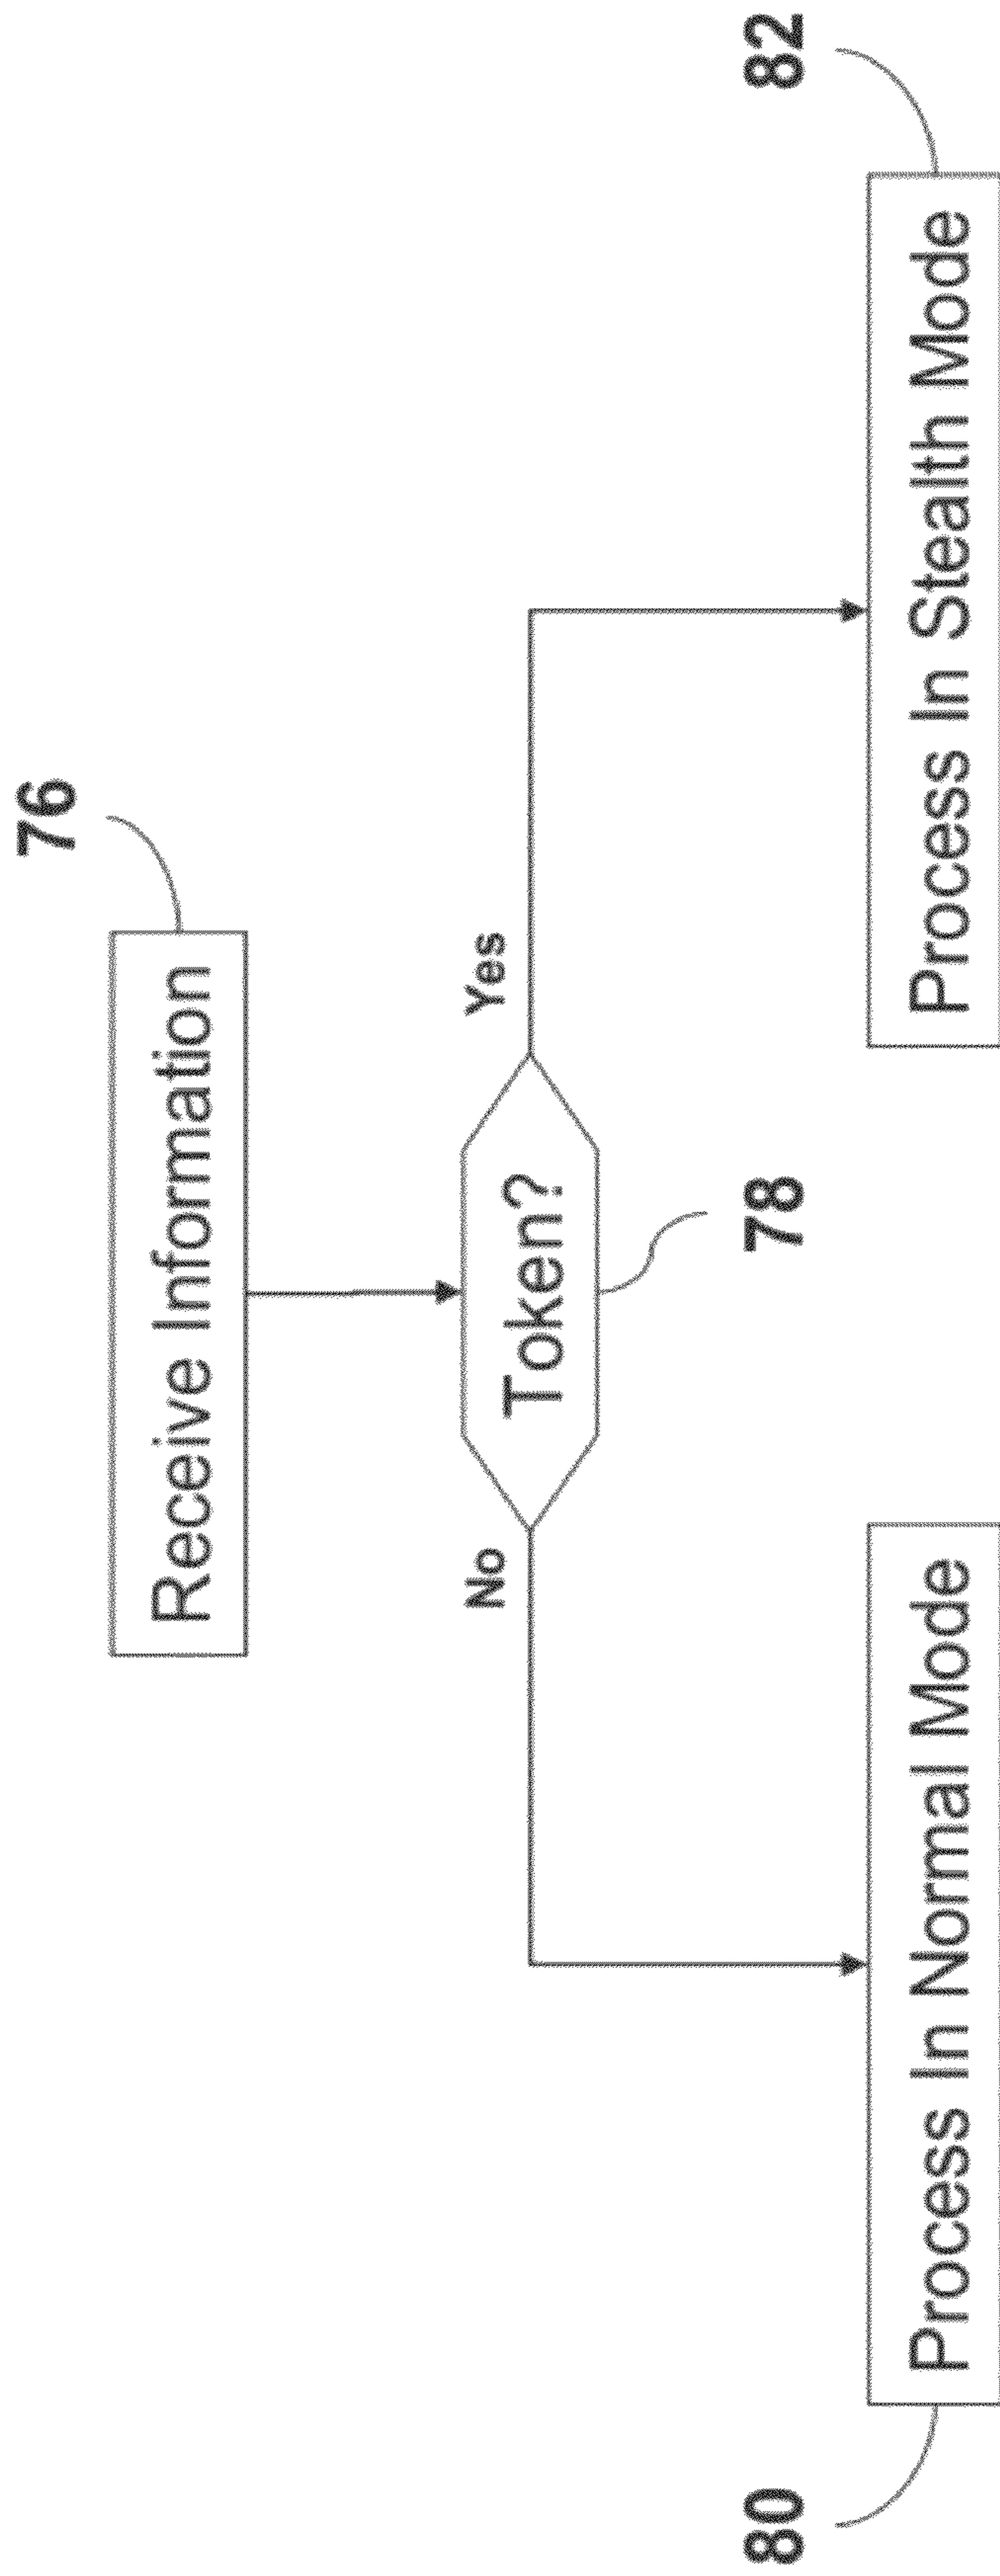 76
Receive Information
No
Token?
Yes
78
80
Process In Normal Mode
82
Process In Stealth Mode